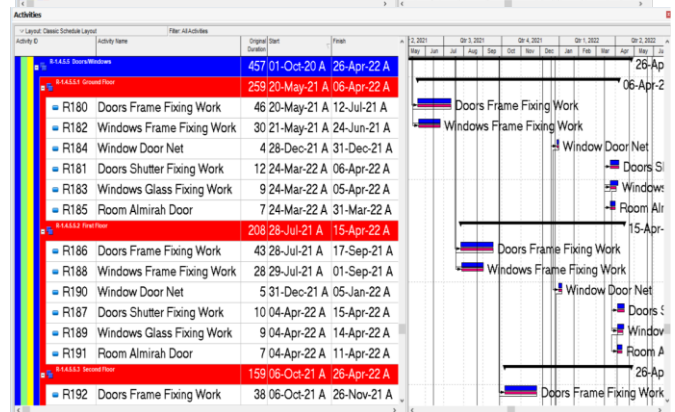 Activities
Layout: Classic Schedule Layout Filter: All Activities
Activity ID Activity Name Original Duration Start Finish 2, 2021 Qtr 3, 2021 Qtr 4, 2021 Qtr 1, 2022 Qtr 2, 2022
May Jun Jul Aug Sep Oct Nov Dec Jan Feb Mar Apr May Ju
R-1.4.5.5 Doors/Windows 457 01-Oct-20 A 26-Apr-22 A 26-Ap
R-1.4.5.5.1 Ground Floor 259 20-May-21 A 06-Apr-22 A 06-Apr-2
R180 Doors Frame Fixing Work 46 20-May-21 A 12-Jul-21 A Doors Frame Fixing Work
R182 Windows Frame Fixing Work 30 21-May-21 A 24-Jun-21 A Windows Frame Fixing Work
R184 Window Door Net 4 28-Dec-21 A 31-Dec-21 A Window Door Net
R181 Doors Shutter Fixing Work 12 24-Mar-22 A 06-Apr-22 A Doors S
R183 Windows Glass Fixing Work 9 24-Mar-22 A 05-Apr-22 A Windows
R185 Room Almirah Door 7 24-Mar-22 A 31-Mar-22 A Room Alr
R-1.4.5.5.2 First Floor 208 28-Jul-21 A 15-Apr-22 A 15-Apr-
R186 Doors Frame Fixing Work 43 28-Jul-21 A 17-Sep-21 A Doors Frame Fixing Work
R188 Windows Frame Fixing Work 28 29-Jul-21 A 01-Sep-21 A Windows Frame Fixing Work
R190 Window Door Net 5 31-Dec-21 A 05-Jan-22 A Window Door Net
R187 Doors Shutter Fixing Work 10 04-Apr-22 A 15-Apr-22 A Doors S
R189 Windows Glass Fixing Work 9 04-Apr-22 A 14-Apr-22 A Window
R191 Room Almirah Door 7 04-Apr-22 A 11-Apr-22 A Room A
R-1.4.5.5.3 Second Floor 159 06-Oct-21 A 26-Apr-22 A 26-Ap
R192 Doors Frame Fixing Work 38 06-Oct-21 A 26-Nov-21 A Doors Frame Fixing Work